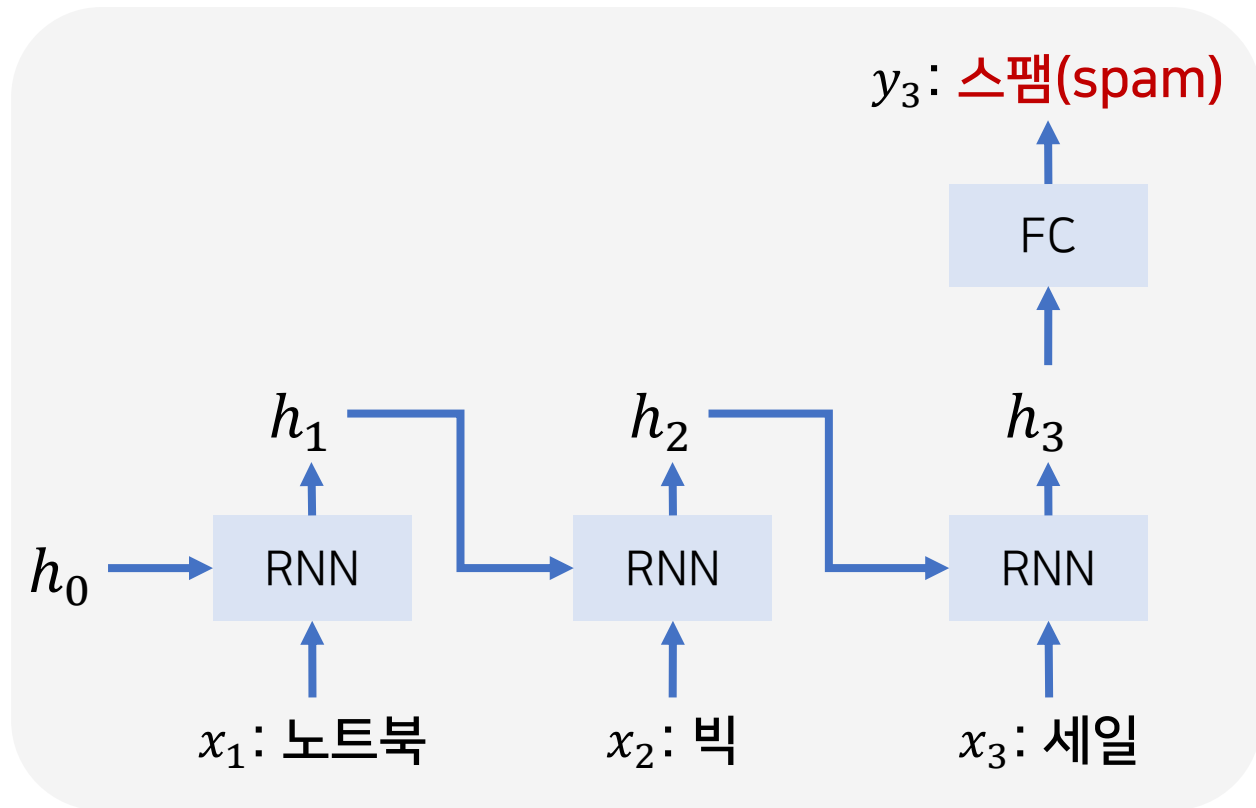 y₃: 스팸(spam)
FC
h₁ h₂ h₃
h₀ RNN RNN RNN
x₁: 노트북 x₂: 빅 x₃: 세일